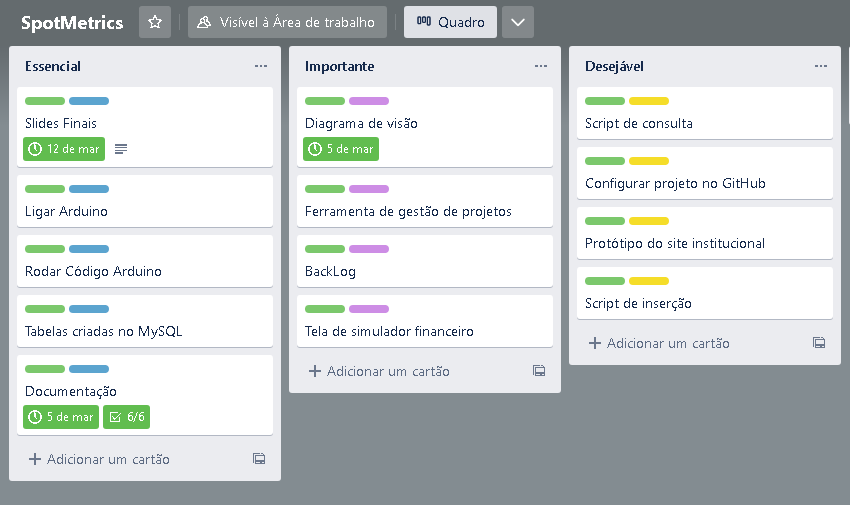 SpotMetrics
Visível à Área de trabalho
Quadro
Essencial
Slides Finais
12 de mar
Ligar Arduino
Rodar Código Arduino
Tabelas criadas no MySQL
Documentação
5 de mar
6/6
Adicionar um cartão
Importante
Diagrama de visão
5 de mar
Ferramenta de gestão de projetos
BackLog
Tela de simulador financeiro
Adicionar um cartão
Desejável
Script de consulta
Configurar projeto no GitHub
Protótipo do site institucional
Script de inserção
Adicionar um cartão